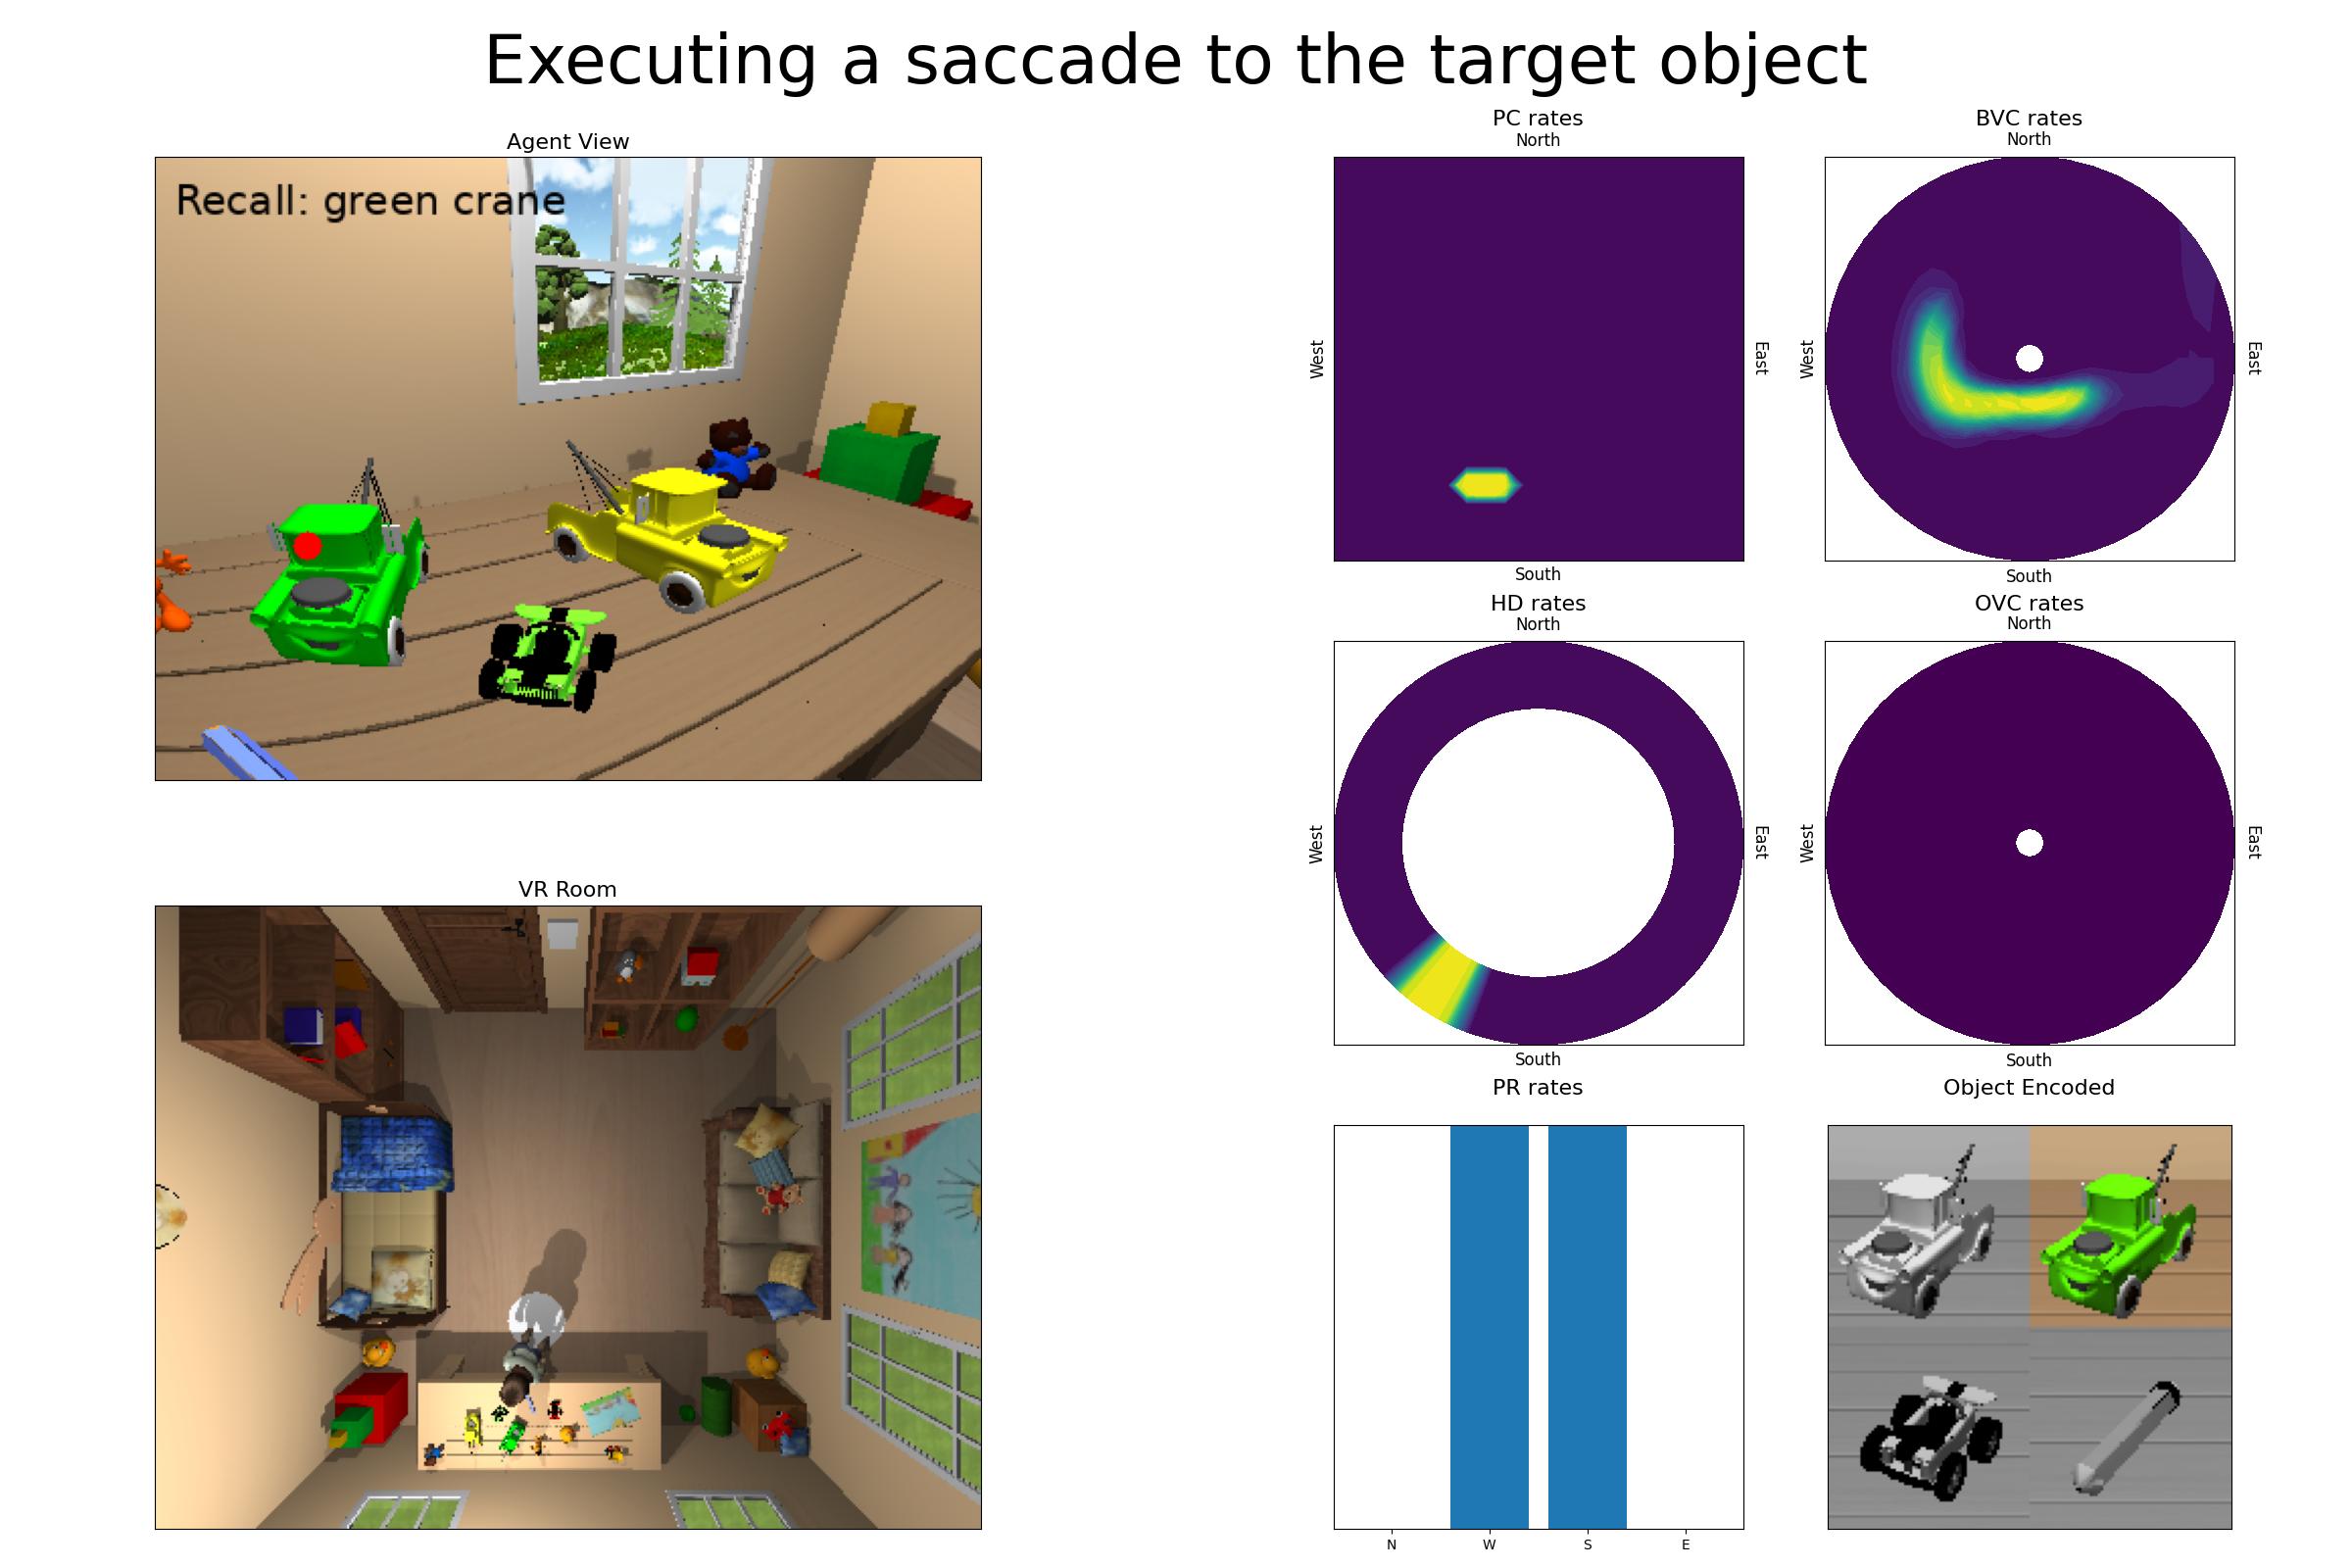 Executing a saccade to the target object
Agent View
Recall: green crane
VR Room
PC rates
North
West
East
South
BVC rates
North
West
East
South
HD rates
North
West
East
South
OVC rates
North
West
East
South
PR rates
N W S E
Object Encoded